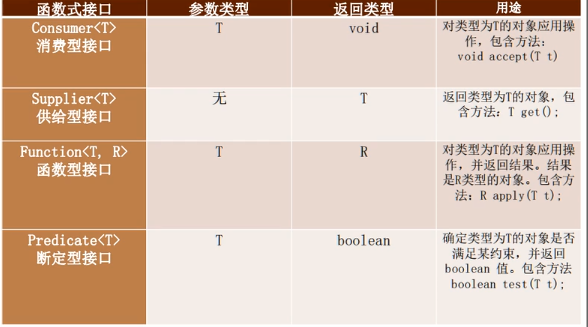 函数式接口 参数类型 返回类型 用途
Consumer<T>
消费型接口
T
void
对类型为T的对象应用操
作，包含方法：
void accept(T t)
Supplier<T>
供给型接口
无
T
返回类型为T的对象，包
含方法：T get();
Function<T, R>
函数型接口
T
R
对类型为T的对象应用操
作，并返回结果。结果
是R类型的对象。包含方
法：R apply(T t);
Predicate<T>
断定型接口
T
boolean
确定类型为T的对象是否
满足某约束，并返回
boolean 值。包含方法
boolean test(T t);